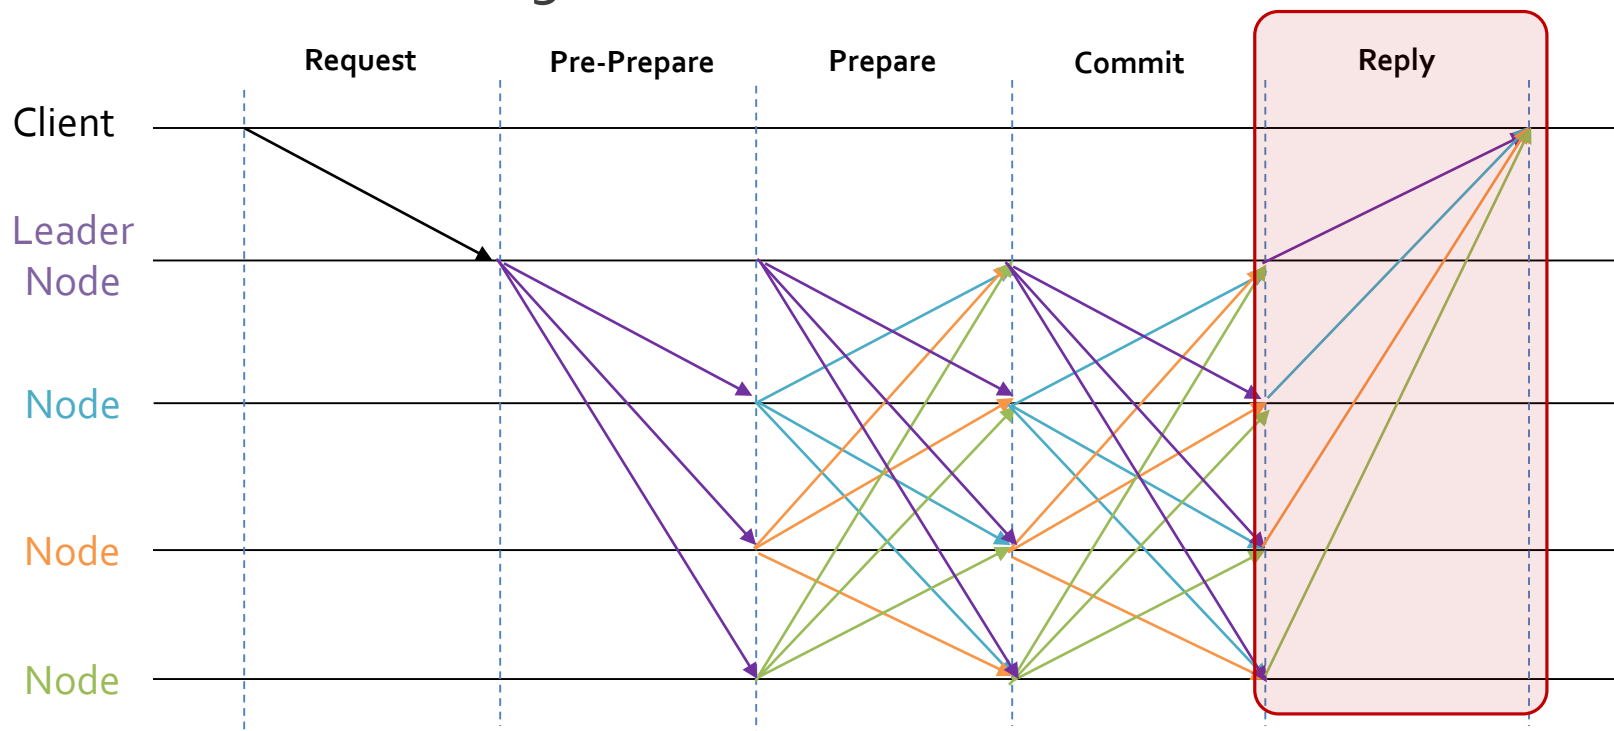 Request
Pre-Prepare
Prepare
Commit
Reply
Client
Leader
Node
Node
Node
Node